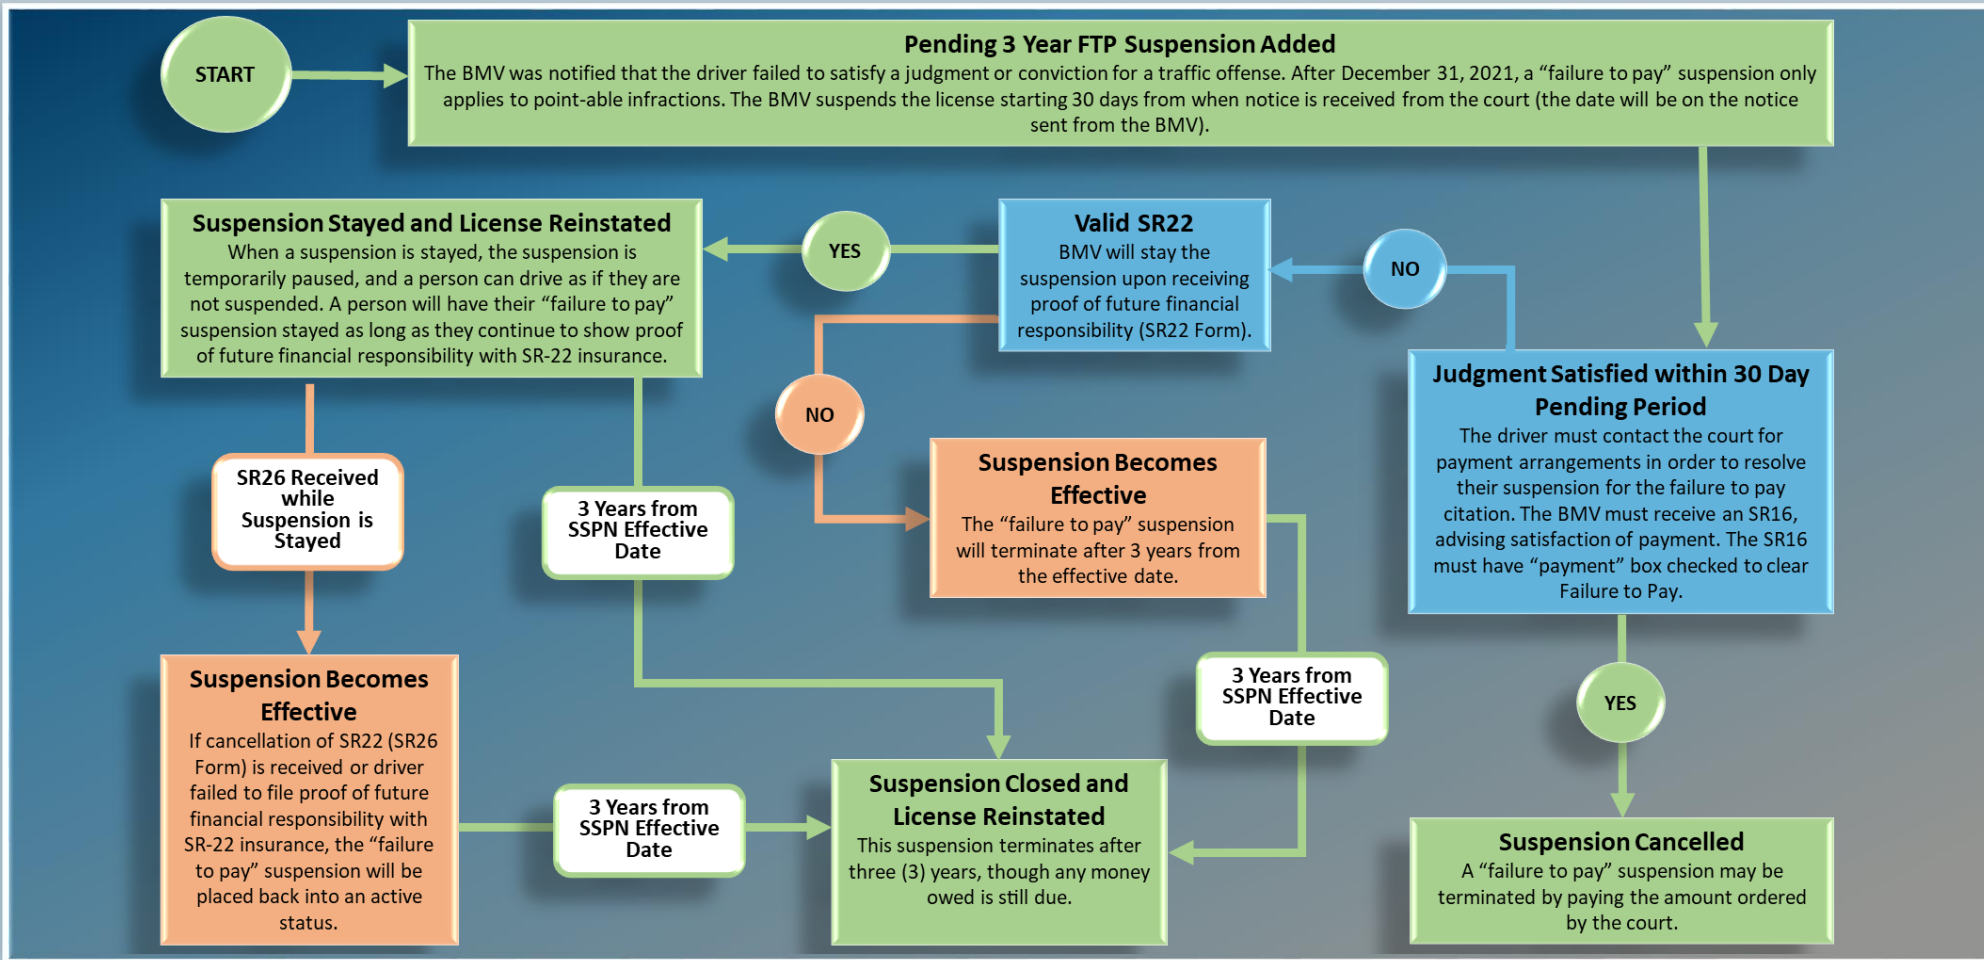 START
Pending 3 Year FTP Suspension Added
The BMV was notified that the driver failed to satisfy a judgment or conviction for a traffic offense. After December 31, 2021, a “failure to pay” suspension only
applies to point-able infractions. The BMV suspends the license starting 30 days from when notice is received from the court (the date will be on the notice
sent from the BMV).
Suspension Stayed and License Reinstated
When a suspension is stayed, the suspension is
temporarily paused, and a person can drive as if they are
not suspended. A person will have their “failure to pay”
suspension stayed as long as they continue to show proof
of future financial responsibility with SR-22 insurance.
YES
Valid SR22
BMV will stay the
suspension upon receiving
proof of future financial
responsibility (SR22 Form).
NO
Judgment Satisfied within 30 Day
Pending Period
The driver must contact the court for
payment arrangements in order to resolve
their suspension for the failure to pay
citation. The BMV must receive an SR16,
advising satisfaction of payment. The SR16
must have “payment” box checked to clear
Failure to Pay.
NO
SR26 Received
while
Suspension is
Stayed
3 Years from
SSPN Effective
Date
Suspension Becomes
Effective
The “failure to pay” suspension
will terminate after 3 years from
the effective date.
3 Years from
SSPN Effective
Date
YES
Suspension Becomes
Effective
If cancellation of SR22 (SR26
Form) is received or driver
failed to file proof of future
financial responsibility with
SR-22 insurance, the “failure
to pay” suspension will be
placed back into an active
status.
3 Years from
SSPN Effective
Date
Suspension Closed and
License Reinstated
This suspension terminates after
three (3) years, though any money
owed is still due.
Suspension Cancelled
A “failure to pay” suspension may be
terminated by paying the amount ordered
by the court.